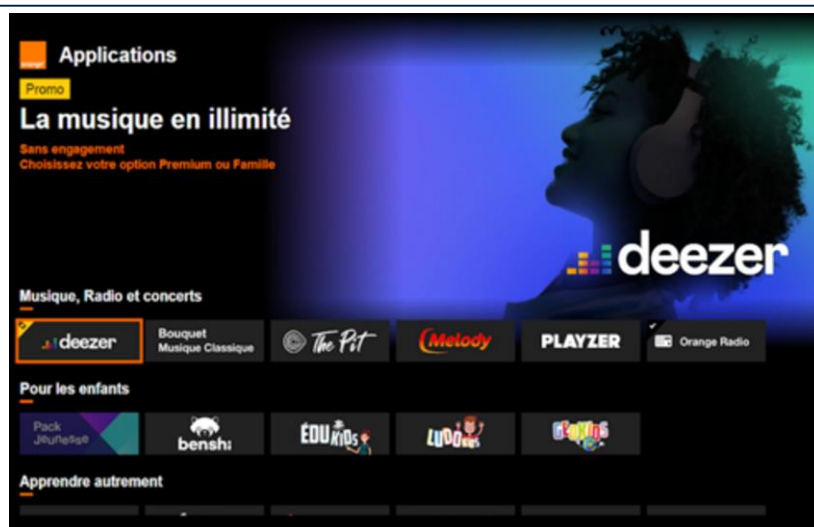 orange
Applications
Promo
La musique en illimité
Sans engagement
Choisissez votre option Premium ou Famille
deezer
Musique, Radio et concerts
deezer
Bouquet
Musique Classique
The Pit
Melody
PLAYZER
Orange Radio
Pour les enfants
Pack
Jeunesse
benshi
ÉDUKIDS
LUDOKIDS
GEOKIDS
Apprendre autrement